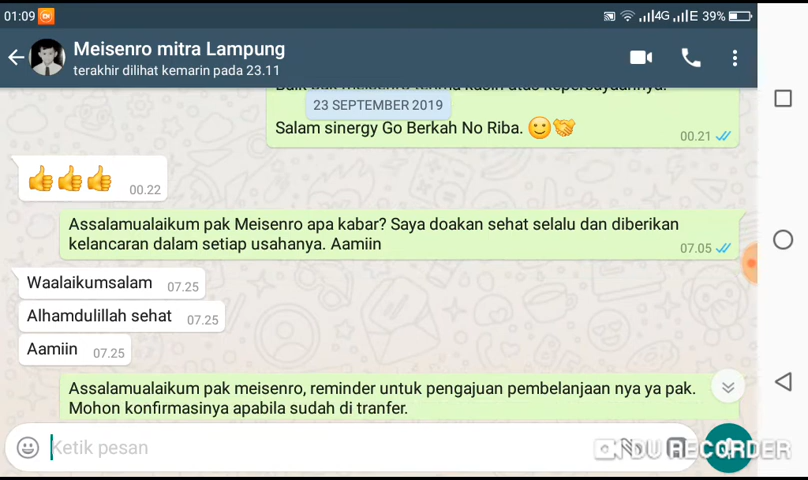 01:09
4G
E 39%
Meisenro mitra Lampung
terakhir dilihat kemarin pada 23.11
23 SEPTEMBER 2019
Salam sinergy Go Berkah No Riba.
00.21
00.22
Assalamualaikum pak Meisenro apa kabar? Saya doakan sehat selalu dan diberikan
kelancaran dalam setiap usahanya. Aamiin
07.05
Waalaikumsalam 07.25
Alhamdulillah sehat 07.25
Aamiin 07.25
Assalamualaikum pak meisenro, reminder untuk pengajuan pembelanjaan nya ya pak.
Mohon konfirmasinya apabila sudah di tranfer.
Ketik pesan
DU RECORDER